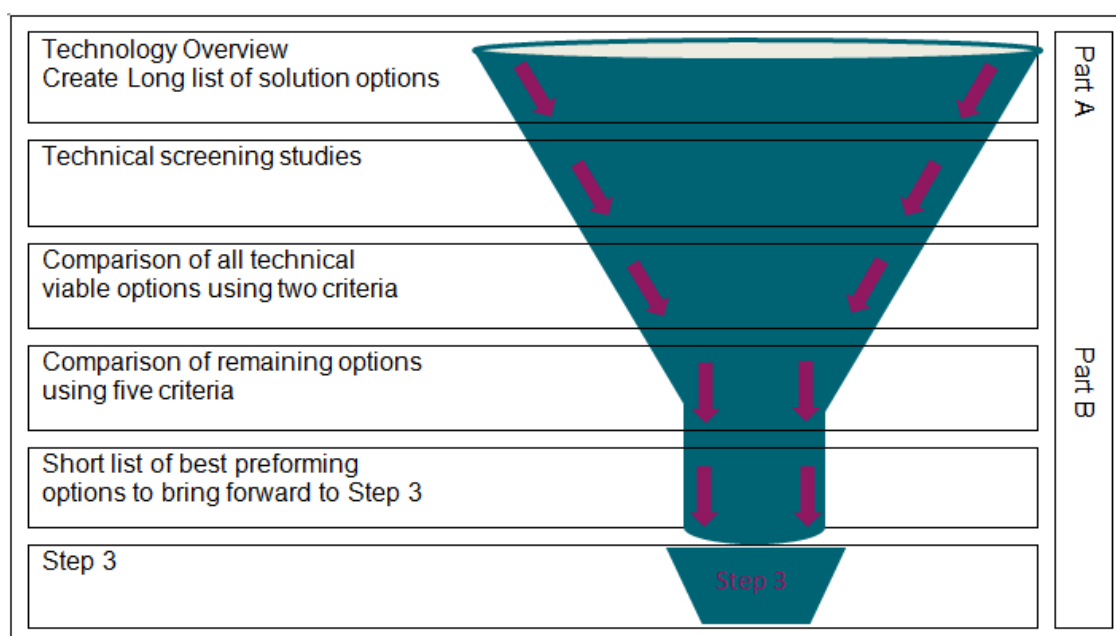 Technology Overview
Create Long list of solution options
Part A
Technical screening studies
Comparison of all technical
viable options using two criteria
Comparison of remaining options
using five criteria
Part B
Short list of best preforming
options to bring forward to Step 3
Step 3
Step 3